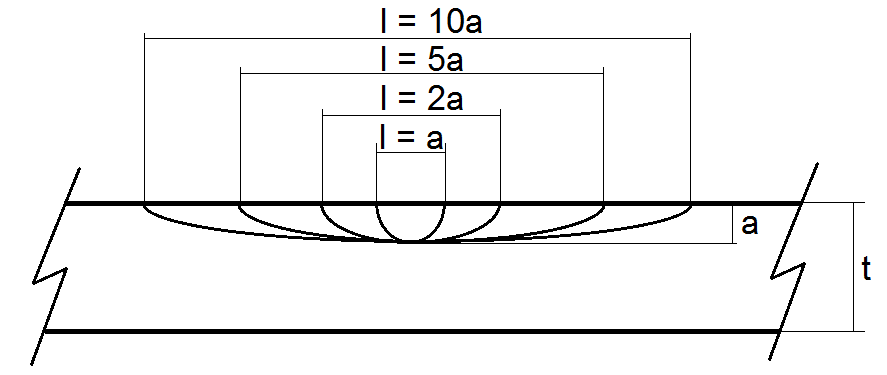 l = 10a
l = 5a
l = 2a
l = a
a
t